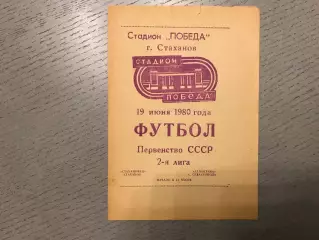 Стадион „ПОБЕДА"
г. Стаханов
СТАДИОН
ПОБЕДА
19 июня 1980 года
ФУТБОЛ
Первенство СССР
2-я лига